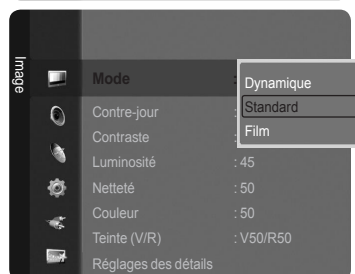 Image
Mode : Dynamique
Standard
Film
Contre-jour :
Contraste
Luminosité : 45
Netteté : 50
Couleur : 50
Teinte (V/R) : V50/R50
Réglages des détails